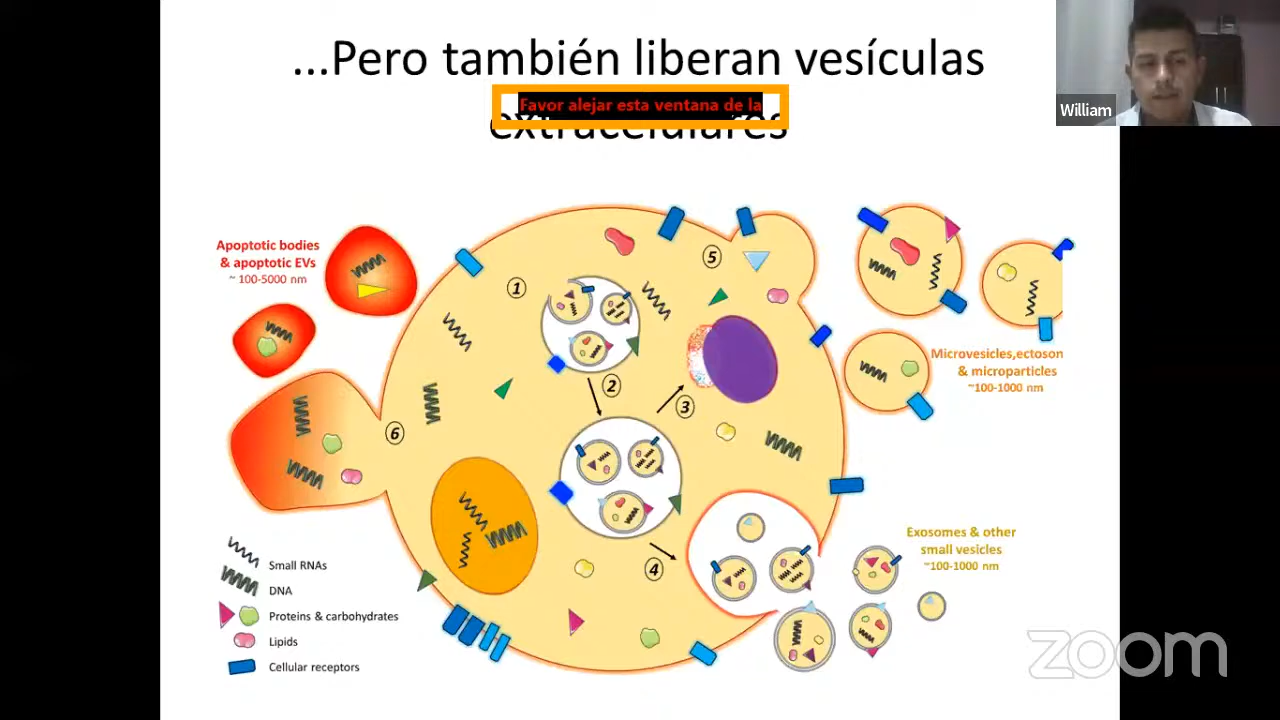 ...Pero también liberan vesículas
Favor alejar esta ventana de la
extracelulares
William
Apoptotic bodies
& apoptotic EVs
~ 100-5000 nm
1
2
3
4
5
6
Microvesicles,ectoson
& microparticles
~100-1000 nm
Exosomes & other
small vesicles
~100-1000 nm
Small RNAs
DNA
Proteins & carbohydrates
Lipids
Cellular receptors
zoom